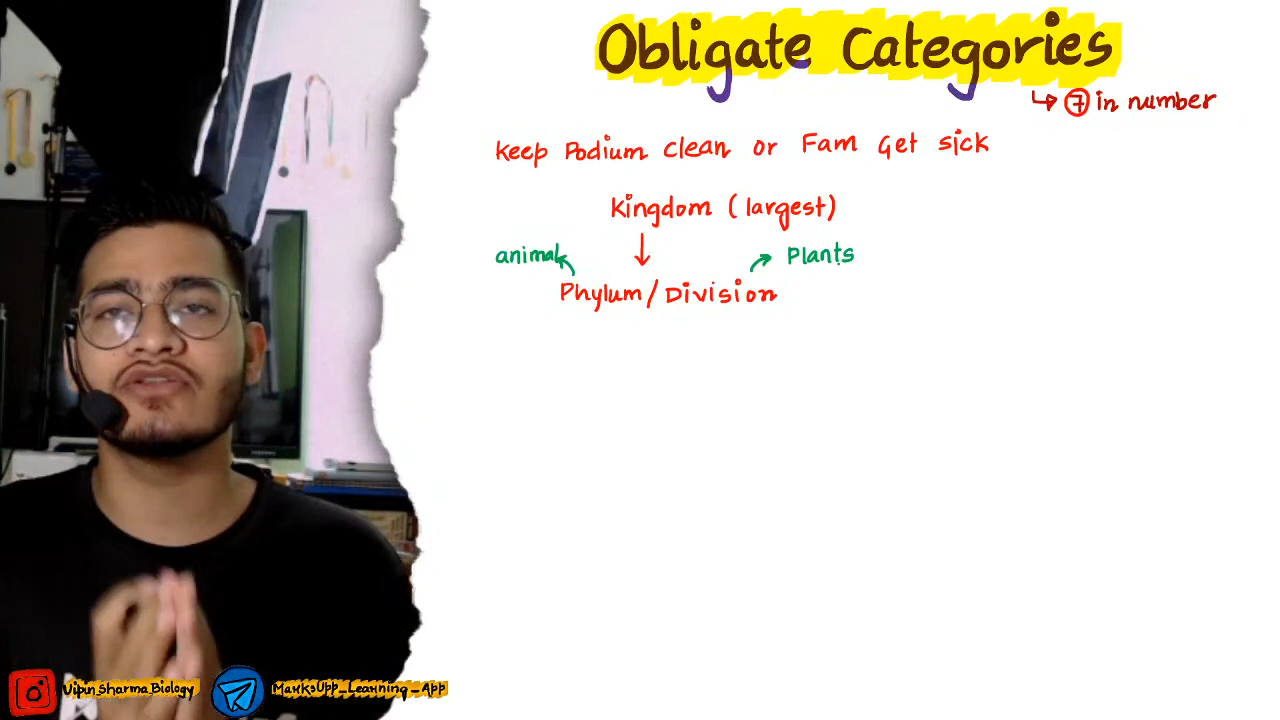 Obligate Categories
↳ 7 in number
Keep Podium clean or Fam Get sick
Kingdom (largest)
↓
animal Plants
Phylum/Division
Vipin_Sharma_Biology
MarksUpp_Learning_App